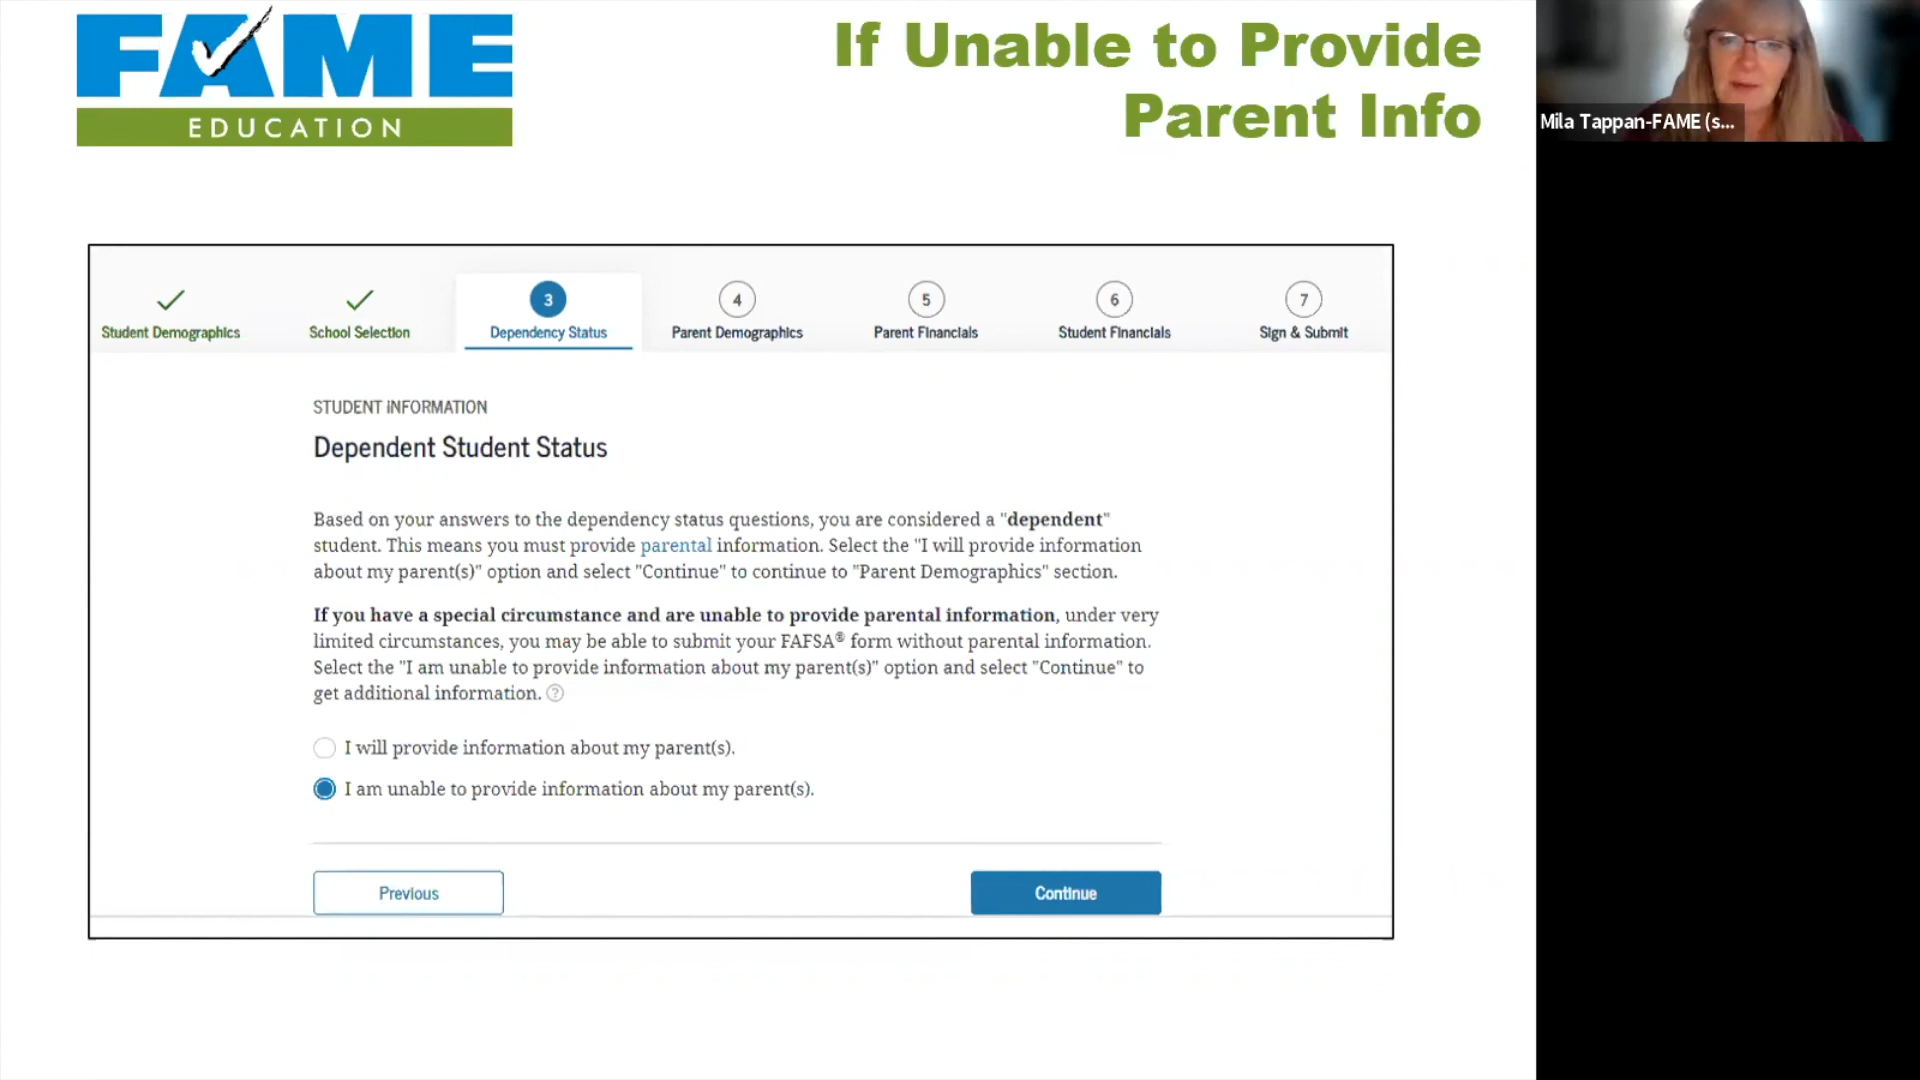 FAME
EDUCATION
If Unable to Provide
Parent Info
Mila Tappan-FAME (s...
3
4
5
6
7
Student Demographics
School Selection
Dependency Status
Parent Demographics
Parent Financials
Student Financials
Sign & Submit
STUDENT INFORMATION
Dependent Student Status
Based on your answers to the dependency status questions, you are considered a "dependent"
student. This means you must provide parental information. Select the "I will provide information
about my parent(s)" option and select "Continue" to continue to "Parent Demographics" section.
If you have a special circumstance and are unable to provide parental information, under very
limited circumstances, you may be able to submit your FAFSA® form without parental information.
Select the "I am unable to provide information about my parent(s)" option and select "Continue" to
get additional information. ?
I will provide information about my parent(s).
I am unable to provide information about my parent(s).
Previous
Continue